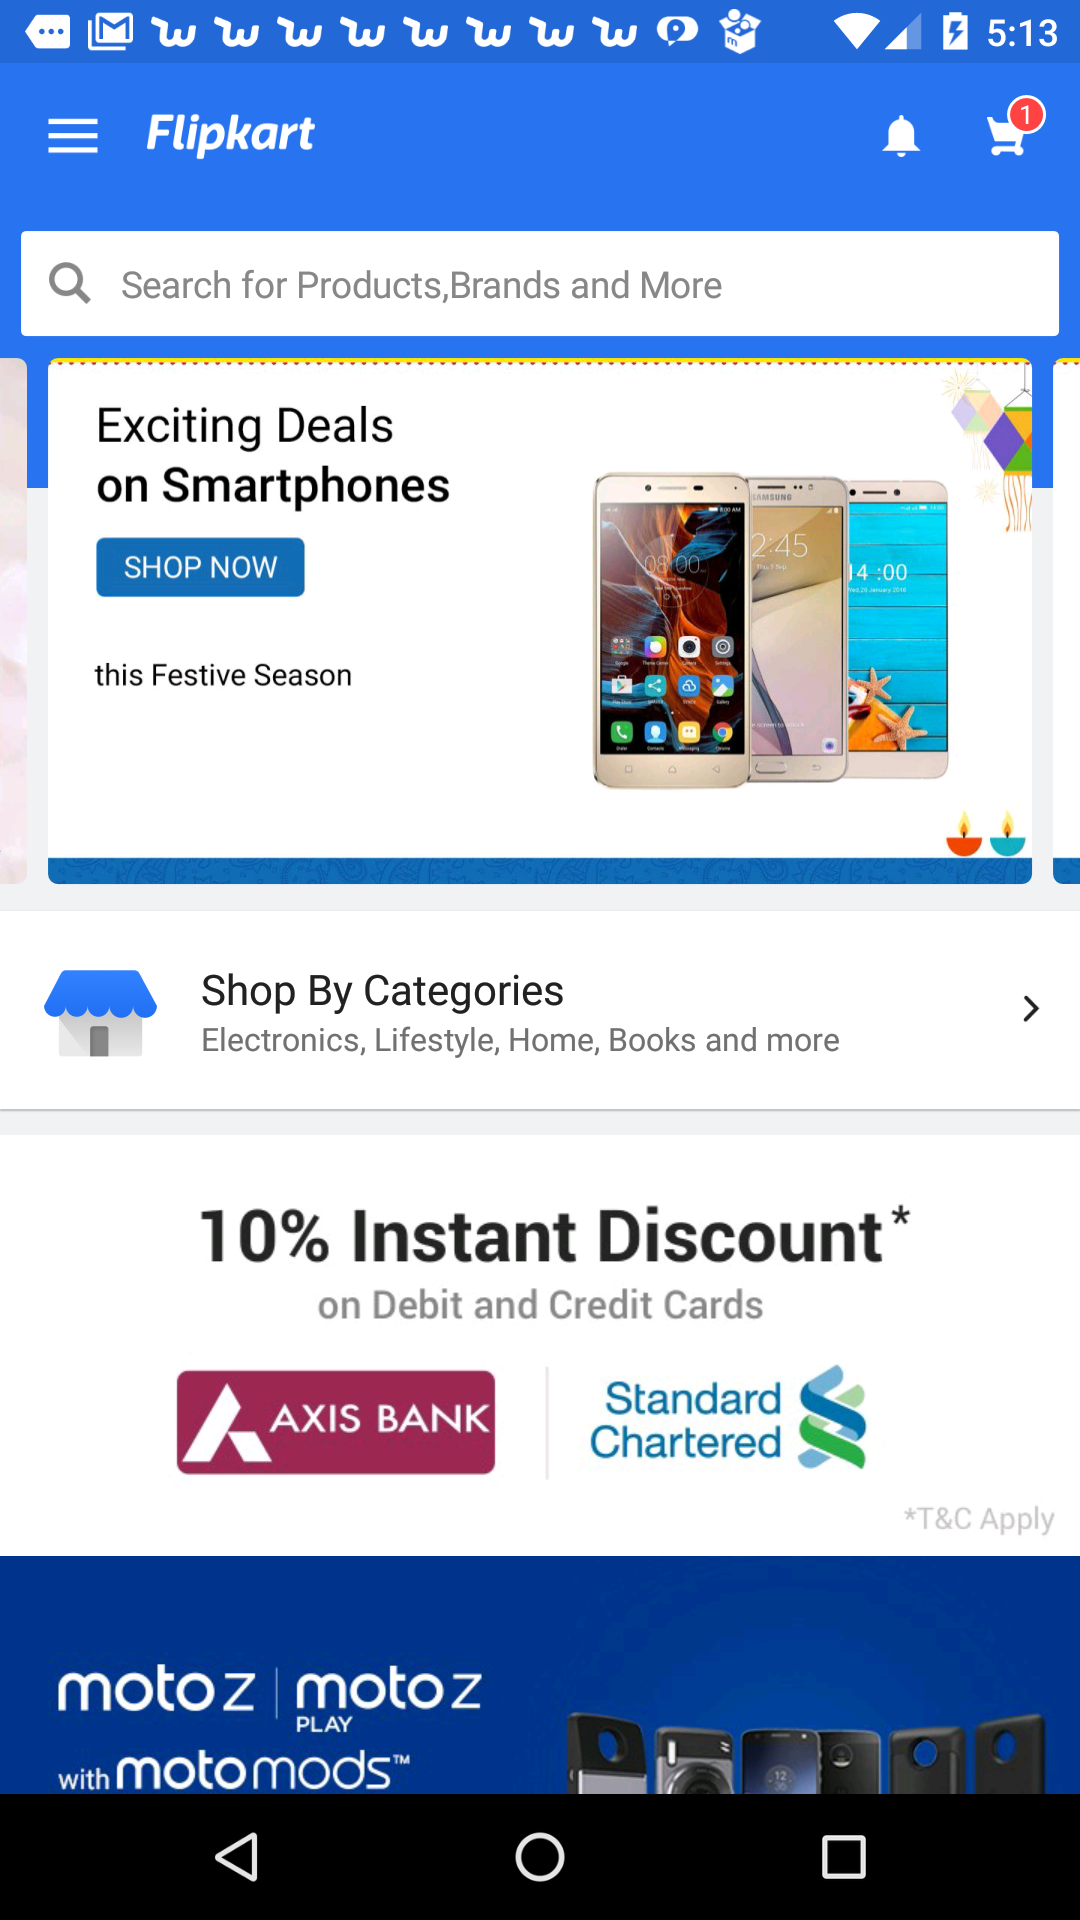 5:13
Flipkart
1
Search for Products,Brands and More
Exciting Deals
on Smartphones
SHOP NOW
this Festive Season
SAMSUNG
2:45
08:00
14:00
Shop By Categories
Electronics, Lifestyle, Home, Books and more
10% Instant Discount*
on Debit and Credit Cards
AXIS BANK
Standard
Chartered
*T&C Apply
moto z | moto z
PLAY
with moto mods™